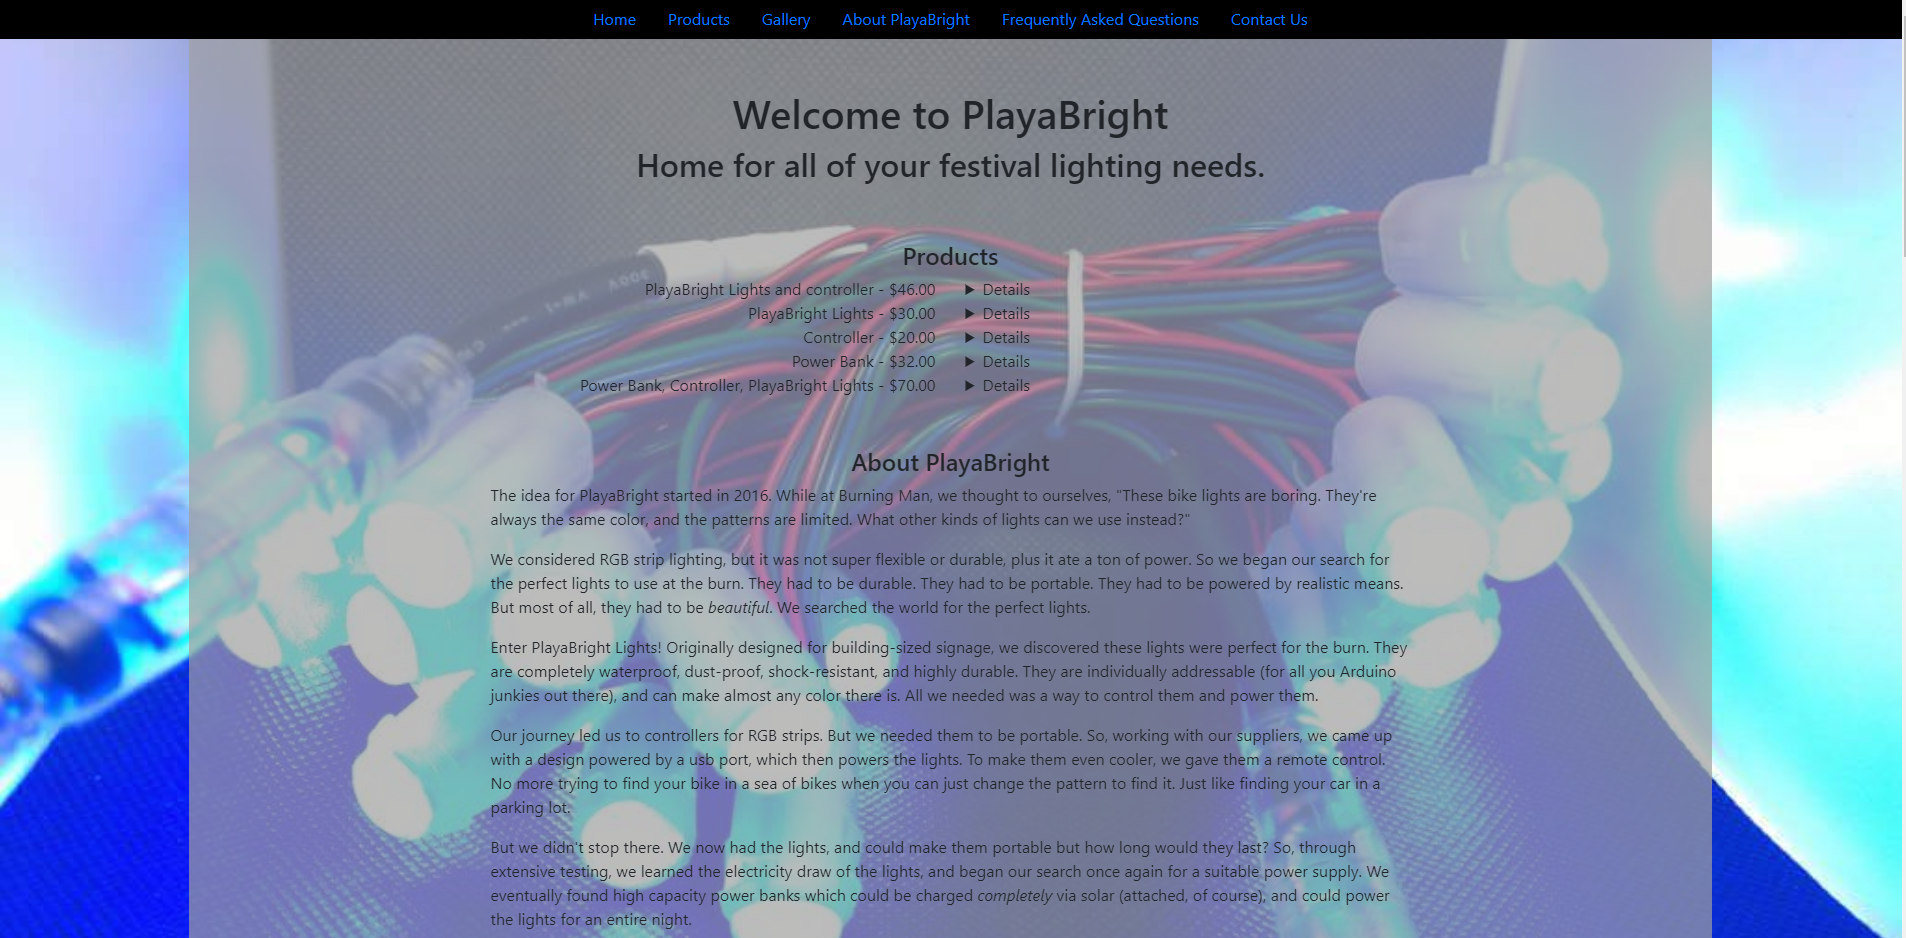 Home Products Gallery About PlayaBright Frequently Asked Questions Contact Us
Welcome to PlayaBright
Home for all of your festival lighting needs.
Products
PlayaBright Lights and controller - $46.00 ▶ Details
PlayaBright Lights - $30.00 ▶ Details
Controller - $20.00 ▶ Details
Power Bank - $32.00 ▶ Details
Power Bank, Controller, PlayaBright Lights - $70.00 ▶ Details
About PlayaBright
The idea for PlayaBright started in 2016. While at Burning Man, we thought to ourselves, "These bike lights are boring. They're
always the same color, and the patterns are limited. What other kinds of lights can we use instead?"
We considered RGB strip lighting, but it was not super flexible or durable, plus it ate a ton of power. So we began our search for
the perfect lights to use at the burn. They had to be durable. They had to be portable. They had to be powered by realistic means.
But most of all, they had to be beautiful. We searched the world for the perfect lights.
Enter PlayaBright Lights! Originally designed for building-sized signage, we discovered these lights were perfect for the burn. They
are completely waterproof, dust-proof, shock-resistant, and highly durable. They are individually addressable (for all you Arduino
junkies out there), and can make almost any color there is. All we needed was a way to control them and power them.
Our journey led us to controllers for RGB strips. But we needed them to be portable. So, working with our suppliers, we came up
with a design powered by a usb port, which then powers the lights. To make them even cooler, we gave them a remote control.
No more trying to find your bike in a sea of bikes when you can just change the pattern to find it. Just like finding your car in a
parking lot.
But we didn't stop there. We now had the lights, and could make them portable but how long would they last? So, through
extensive testing, we learned the electricity draw of the lights, and began our search once again for a suitable power supply. We
eventually found high capacity power banks which could be charged completely via solar (attached, of course), and could power
the lights for an entire night.